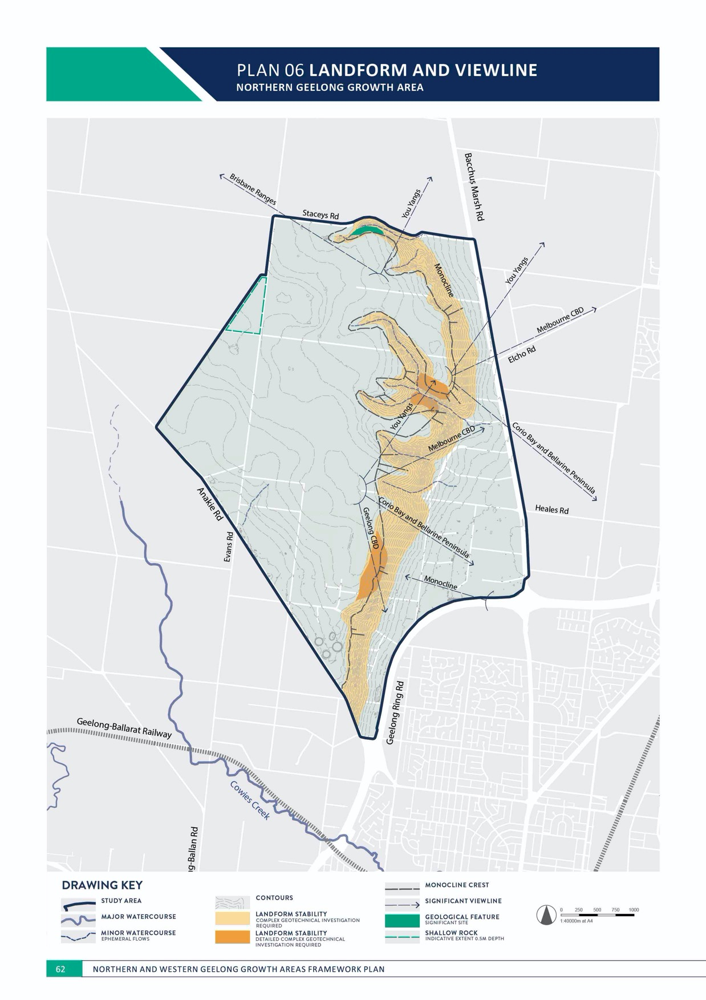 PLAN 06 LANDFORM AND VIEWLINE
NORTHERN GEELONG GROWTH AREA
Bacchus Marsh Rd
Brisbane Ranges
You Yangs
Staeys Rd
Monocline
You Yangs
Melbourne CBD
Elcho Rd
You Yangs
Melbourne CBD
Corio Bay and Bellarine Peninsula
Anakie Rd
Heales Rd
Corio Bay and Bellarine Peninsula
Geelong CBD
Evans Rd
Monocline
Geelong Ring Rd
Geelong-Ballarat Railway
Cowies Creek
ng-Ballan Rd
DRAWING KEY
STUDY AREA
MAJOR WATERCOURSE
MINOR WATERCOURSE
EPHEMERAL FLOWS
CONTOURS
LANDFORM STABILITY
COMPLEX GEOTECHNICAL INVESTIGATION
REQUIRED
LANDFORM STABILITY
DETAILED COMPLEX GEOTECHNICAL
INVESTIGATION REQUIRED
MONOCLINE CREST
SIGNIFICANT VIEWLINE
GEOLOGICAL FEATURE
SIGNIFICANT SITE
SHALLOW ROCK
INDICATIVE EXTENT 0.5M DEPTH
0 250 500 750 1000
1:40000m at A4
62 NORTHERN AND WESTERN GEELONG GROWTH AREAS FRAMEWORK PLAN